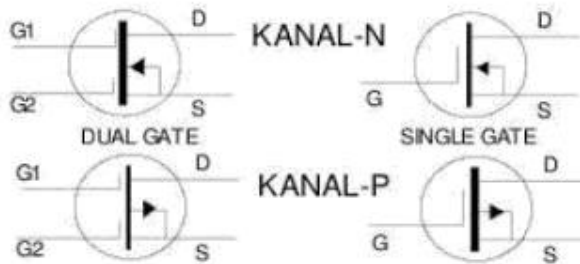 G1 D KANAL-N D
G2 S G S
DUAL GATE SINGLE GATE
G1 D KANAL-P D
G2 S G S